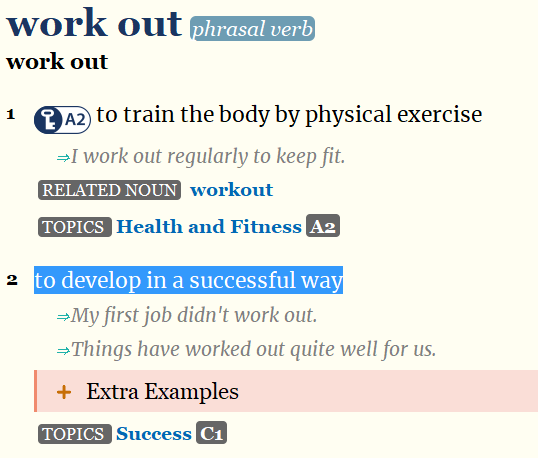 work out phrasal verb
work out
1 A2 to train the body by physical exercise
⇒I work out regularly to keep fit.
RELATED NOUN workout
TOPICS Health and Fitness A2
2 to develop in a successful way
⇒My first job didn't work out.
⇒Things have worked out quite well for us.
+ Extra Examples
TOPICS Success C1